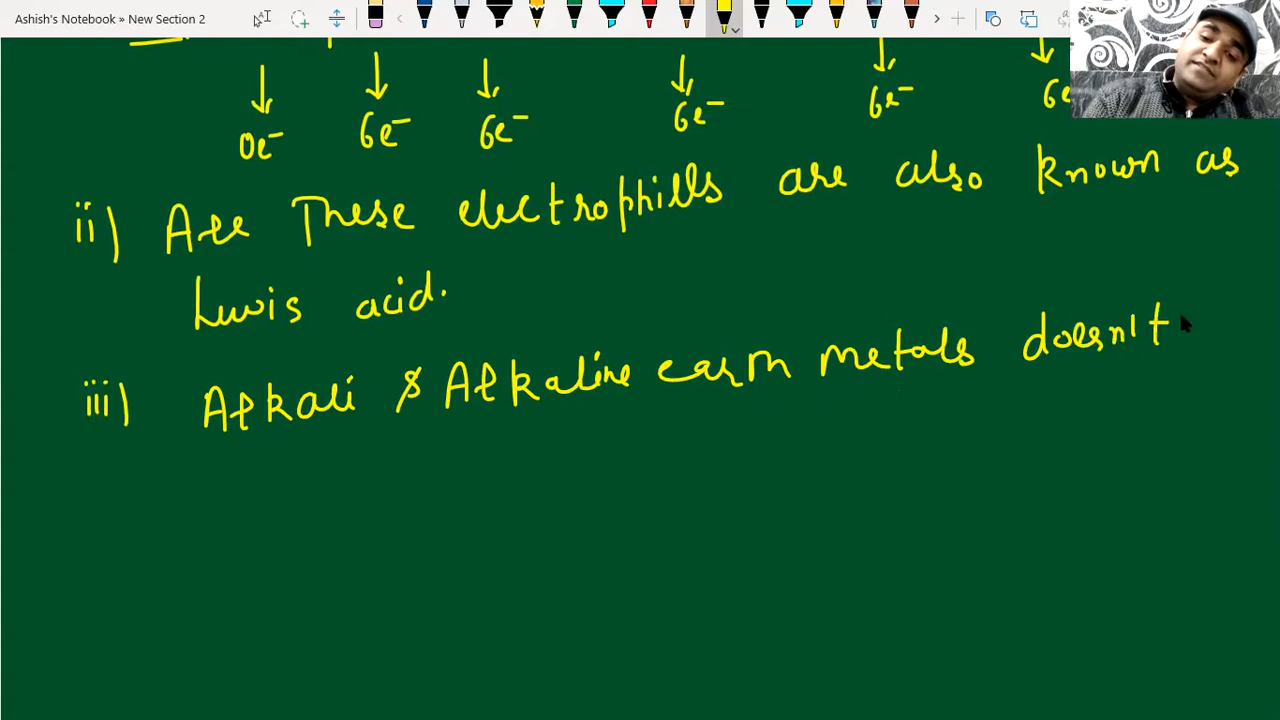 Ashish's Notebook » New Section 2
0e⁻ 6e⁻ 6e⁻ 6e⁻ 6e⁻ 6e
ii) All These electrophills are also known as
Lewis acid.
iii) Alkali & Alkaline earth metals doesn't